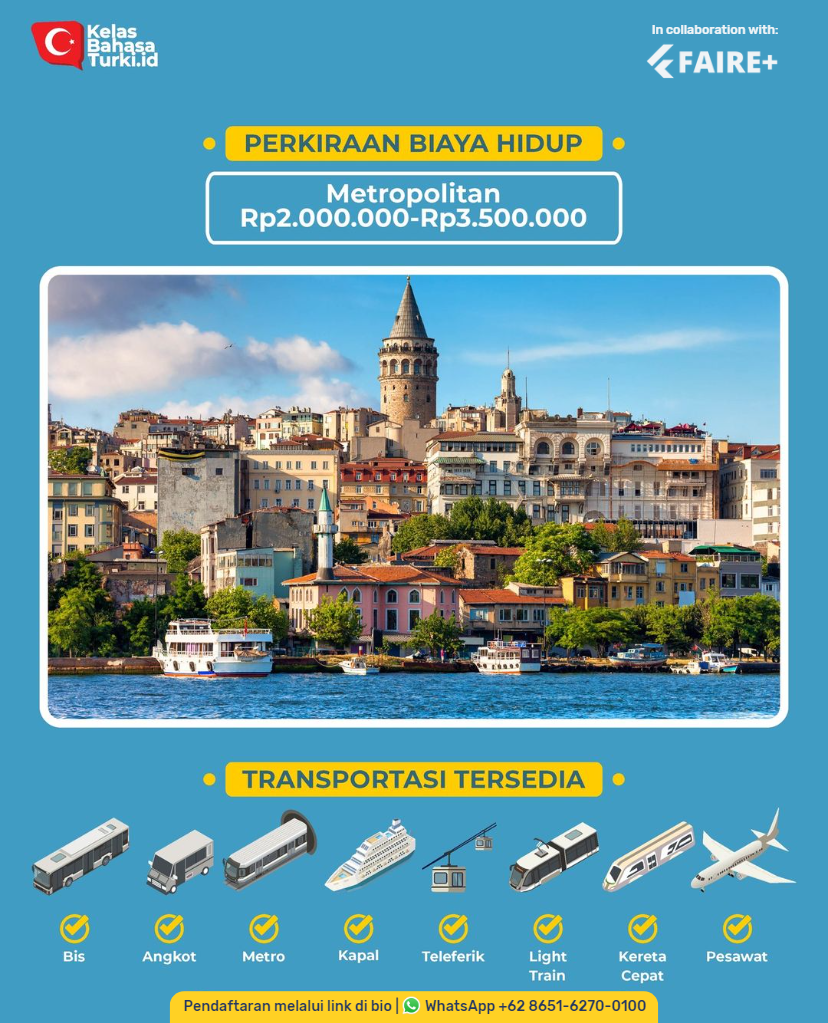 Kelas
Bahasa
Turki.id
In collaboration with:
FAIRE+
PERKIRAAN BIAYA HIDUP
Metropolitan
Rp2.000.000-Rp3.500.000
TRANSPORTASI TERSEDIA
Bis
Angkot
Metro
Kapal
Teleferik
Light
Train
Kereta
Cepat
Pesawat
Pendaftaran melalui link di bio | WhatsApp +62 8651-6270-0100